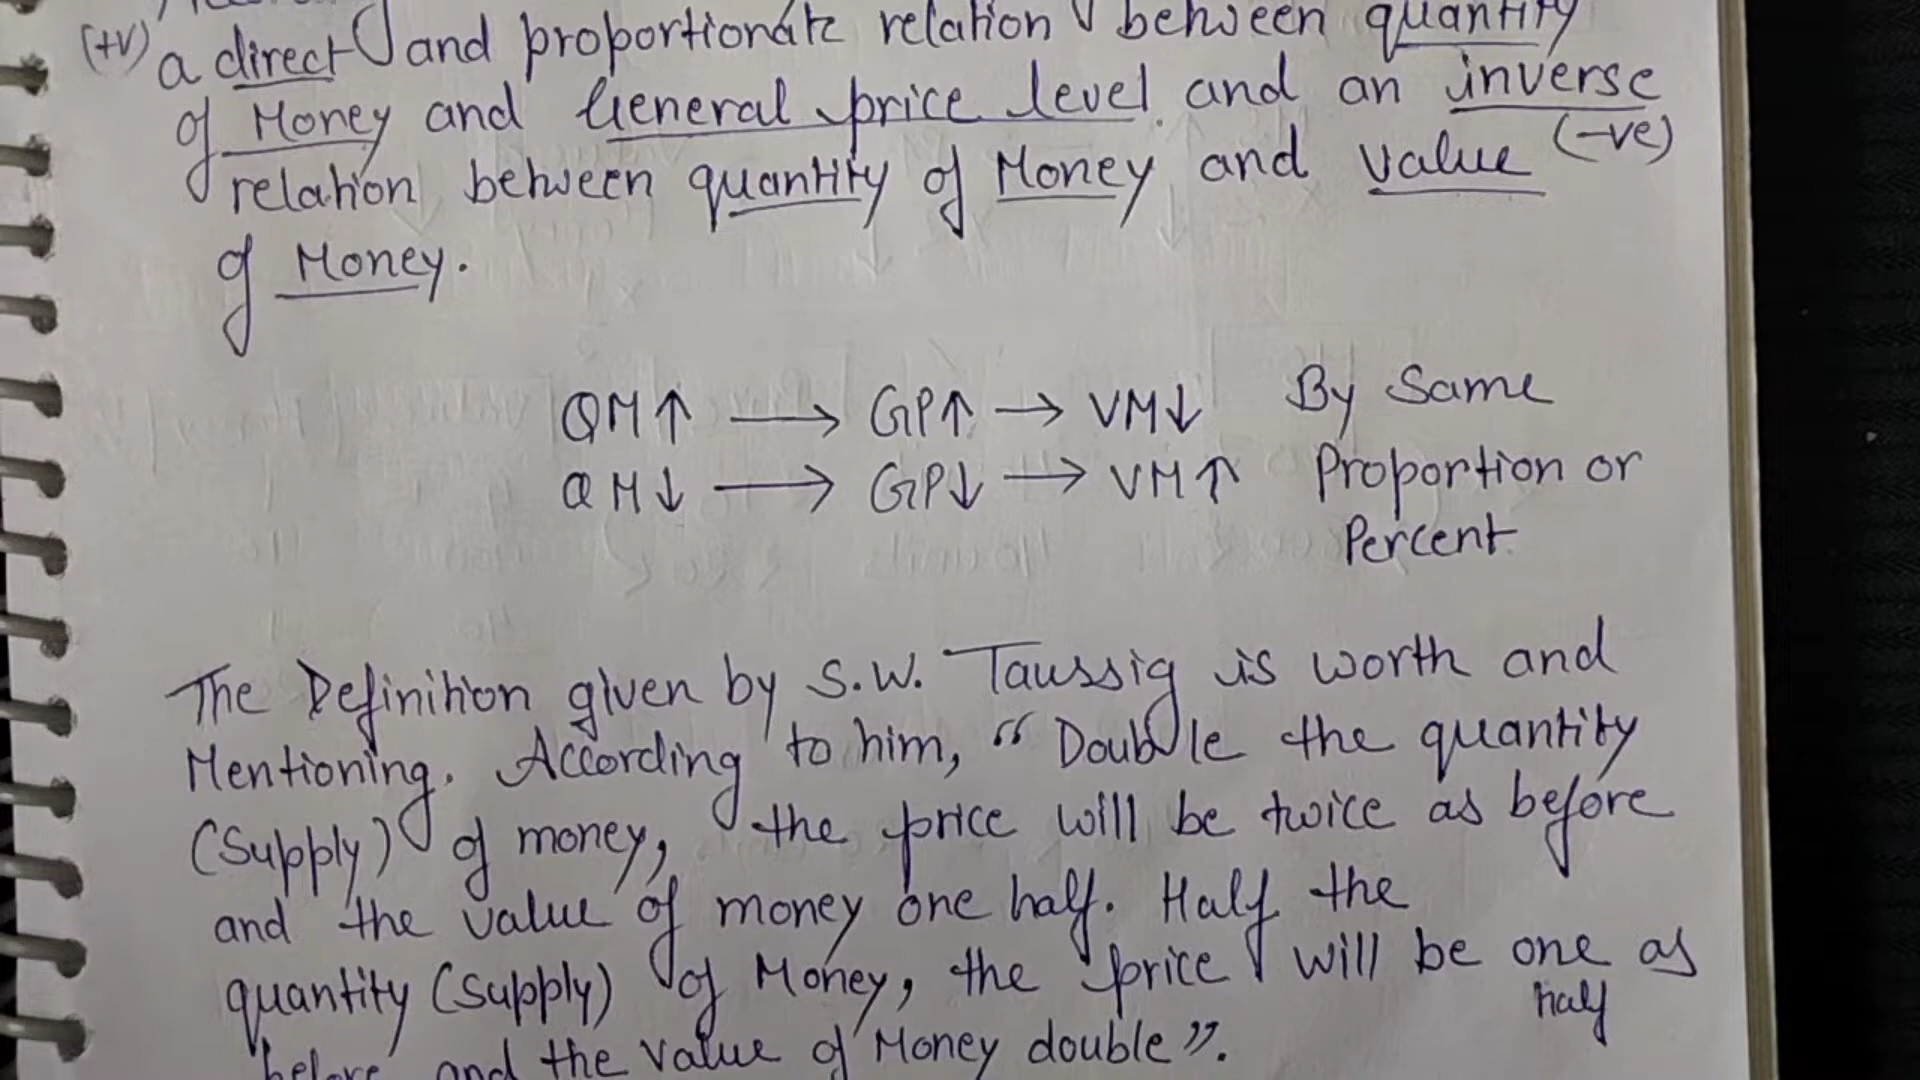 (+v) a direct and proportionate relation between quantity
of Money and General price level and an inverse
(-ve)
relation between quantity of Money and value
of Money.
QM↑ → GP↑ → VM↓ By Same
QM↓ → GP↓ → VM↑ Proportion or
Percent
The Definition given by S.W. Taussig is worth and
Mentioning. According to him, "Double the quantity
(Supply) of money, the price will be twice as before
and the value of money one half. Half the
quantity (Supply) of Money, the price will be one as
half
before and the value of Money double".